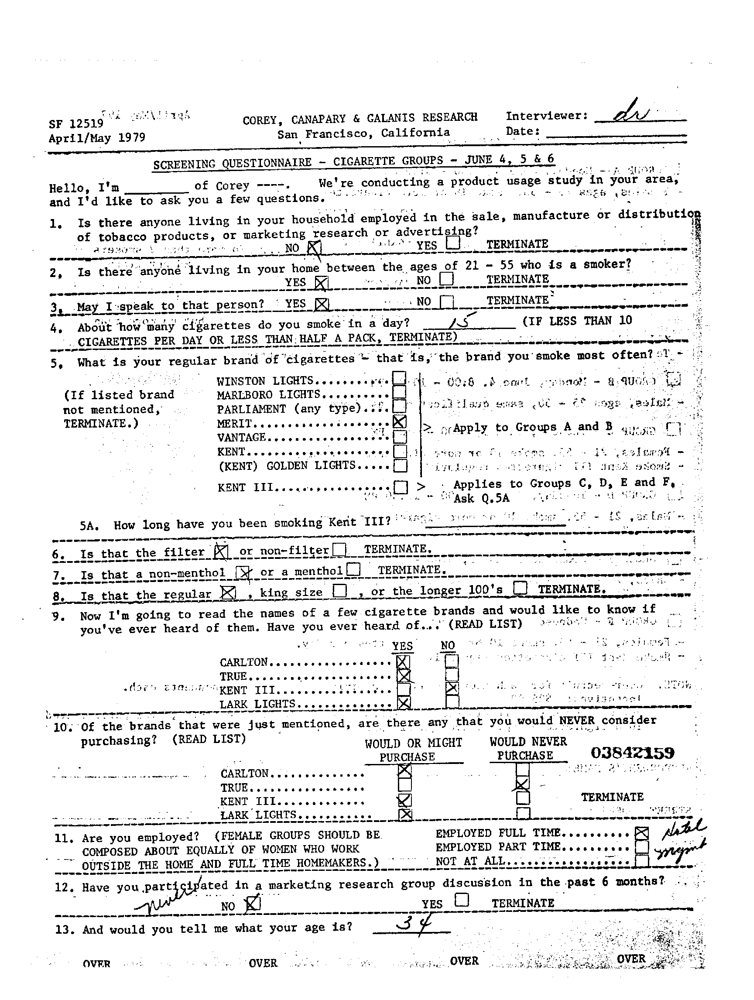 SF 12519 COREY, CANAPARY & GALANIS RESEARCH Interviewer: dr
April/May 1979 San Francisco, California Date:
SCREENING QUESTIONNAIRE - CIGARETTE GROUPS - JUNE 4, 5 & 6
Hello, I'm ________ of Corey ----. We're conducting a product usage study in your area,
and I'd like to ask you a few questions.
1. Is there anyone living in your household employed in the sale, manufacture or distribution
of tobacco products, or marketing research or advertising?
NO ☒ YES ☐ TERMINATE
2. Is there anyone living in your home between the ages of 21 - 55 who is a smoker?
YES ☒ NO ☐ TERMINATE
3. May I speak to that person? YES ☒ NO ☐ TERMINATE
4. About how many cigarettes do you smoke in a day? 15 (IF LESS THAN 10
CIGARETTES PER DAY OR LESS THAN HALF A PACK, TERMINATE)
5. What is your regular brand of cigarettes - that is, the brand you smoke most often?
WINSTON LIGHTS.......... ☐
(If listed brand MARLBORO LIGHTS......... ☐
not mentioned, PARLIAMENT (any type)... ☐
TERMINATE.) MERIT................... ☒
> Apply to Groups A and B
VANTAGE................. ☐
KENT.................... ☐
(KENT) GOLDEN LIGHTS..... ☐
KENT III................ ☐ > Applies to Groups C, D, E and F,
Ask Q.5A
5A. How long have you been smoking Kent III?
6. Is that the filter ☒ or non-filter ☐ TERMINATE.
7. Is that a non-menthol ☒ or a menthol ☐ TERMINATE.
8. Is that the regular ☒, king size ☐, or the longer 100's ☐ TERMINATE.
9. Now I'm going to read the names of a few cigarette brands and would like to know if
you've ever heard of them. Have you ever heard of... (READ LIST)
YES NO
CARLTON.................. ☒ ☐
TRUE..................... ☒ ☐
KENT III................. ☐ ☒
LARK LIGHTS.............. ☒ ☐
10. Of the brands that were just mentioned, are there any that you would NEVER consider
purchasing? (READ LIST) WOULD OR MIGHT WOULD NEVER
PURCHASE PURCHASE 03842159
CARLTON.............. ☒ ☐
TRUE................. ☐ ☒
KENT III............. ☒ ☐ TERMINATE
LARK LIGHTS.......... ☒ ☐
11. Are you employed? (FEMALE GROUPS SHOULD BE EMPLOYED FULL TIME.......... ☒ Hotel
COMPOSED ABOUT EQUALLY OF WOMEN WHO WORK EMPLOYED PART TIME.......... ☐ mgmt
OUTSIDE THE HOME AND FULL TIME HOMEMAKERS.) NOT AT ALL.................. ☐
12. Have you participated in a marketing research group discussion in the past 6 months?
never NO ☒ YES ☐ TERMINATE
13. And would you tell me what your age is? 34
OVER OVER OVER OVER